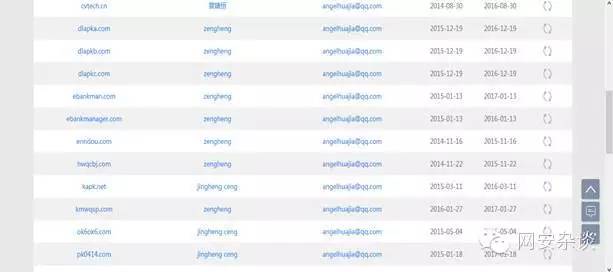 cvtech.cn 曾婧恒 angelhuajia@qq.com 2014-08-30 2016-08-30
dlapka.com zengheng angelhuajia@qq.com 2015-12-19 2016-12-19
dlapkb.com zengheng angelhuajia@qq.com 2015-12-19 2016-12-19
dlapkc.com zengheng angelhuajia@qq.com 2015-12-19 2016-12-19
ebankman.com zengheng angelhuajia@qq.com 2015-01-13 2017-01-13
ebankmanager.com zengheng angelhuajia@qq.com 2015-01-13 2016-01-13
enndou.com zengheng angelhuajia@qq.com 2014-11-16 2015-11-16
hwqcbj.com zengheng angelhuajia@qq.com 2014-11-22 2015-11-22
kapk.net jingheng ceng angelhuajia@qq.com 2015-03-11 2016-03-11
kmwqsp.com zengheng angelhuajia@qq.com 2016-01-27 2017-01-27
ok6ox6.com jingheng ceng angelhuajia@qq.com 2015-05-04 -05-04
pk0414.com jingheng ceng angelhuajia@qq.com 2015-01-18
网安杂谈